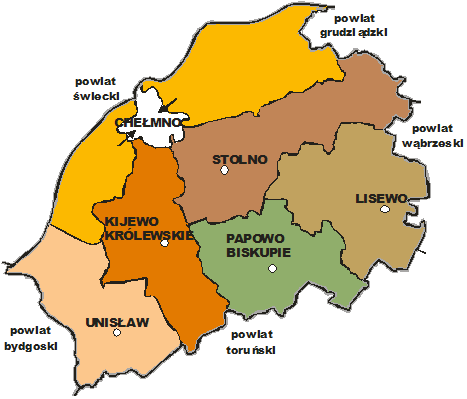 powiat
grudziądzki
powiat
świecki
CHEŁMNO
powiat
wąbrzeski
STOLNO
LISEWO
KIJEWO
KRÓLEWSKIE
PAPOWO
BISKUPIE
UNISŁAW
powiat
bydgoski
powiat
toruński